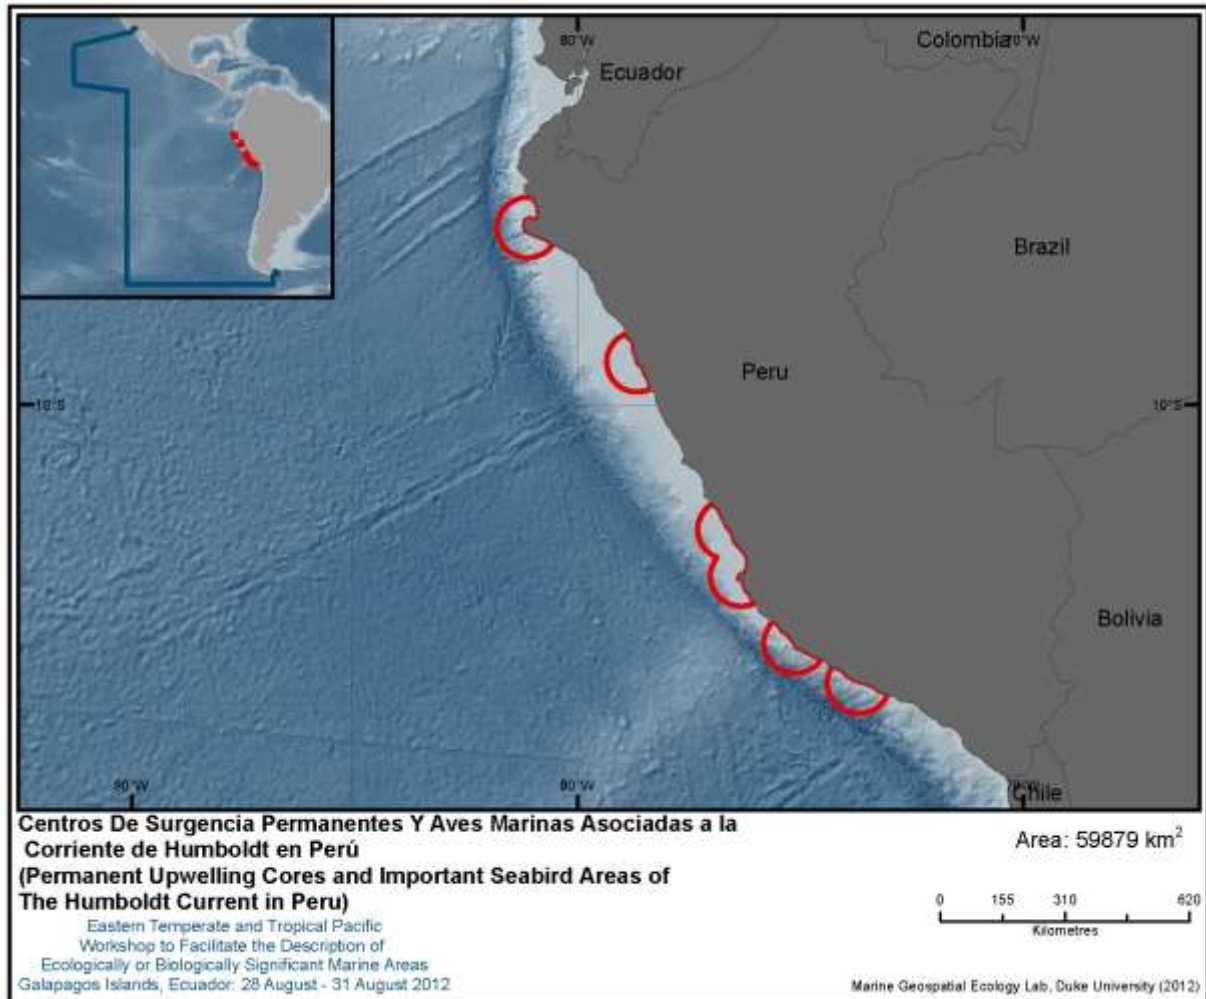 80°W
Colombia
70°W
Ecuador
Brazil
Peru
10°S
10°S
Bolivia
90°W
80°W
70°W
Chile
Centros De Surgencia Permanentes Y Aves Marinas Asociadas a la
Corriente de Humboldt en Perú
(Permanent Upwelling Cores and Important Seabird Areas of
The Humboldt Current in Peru)
Area: 59879 km²
Eastern Temperate and Tropical Pacific
Workshop to Facilitate the Description of
Ecologically or Biologically Significant Marine Areas
Galapagos Islands, Ecuador: 28 August - 31 August 2012
0 155 310 620
Kilometres
Marine Geospatial Ecology Lab, Duke University (2012)